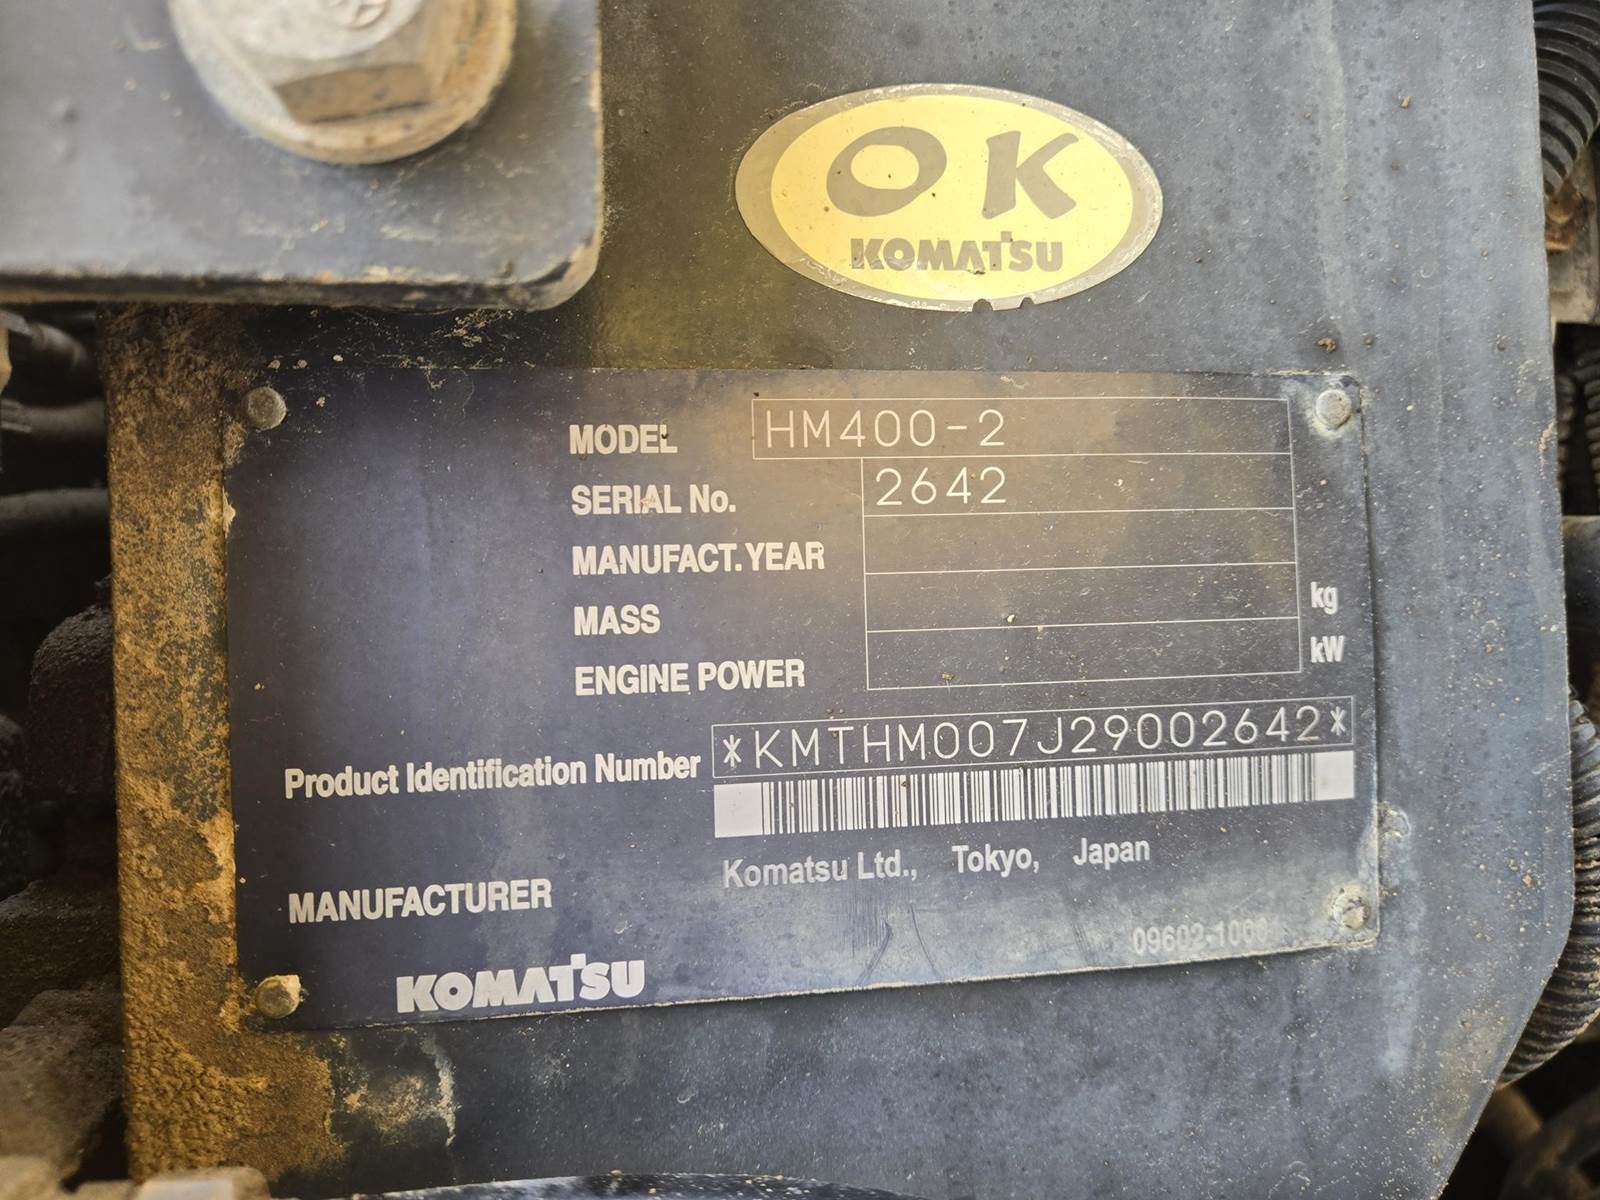 OK
KOMATSU
MODEL HM400-2
SERIAL No. 2642
MANUFACT. YEAR
MASS kg
ENGINE POWER kW
Product Identification Number *KMTHM007J29002642*
MANUFACTURER Komatsu Ltd., Tokyo, Japan
KOMATSU